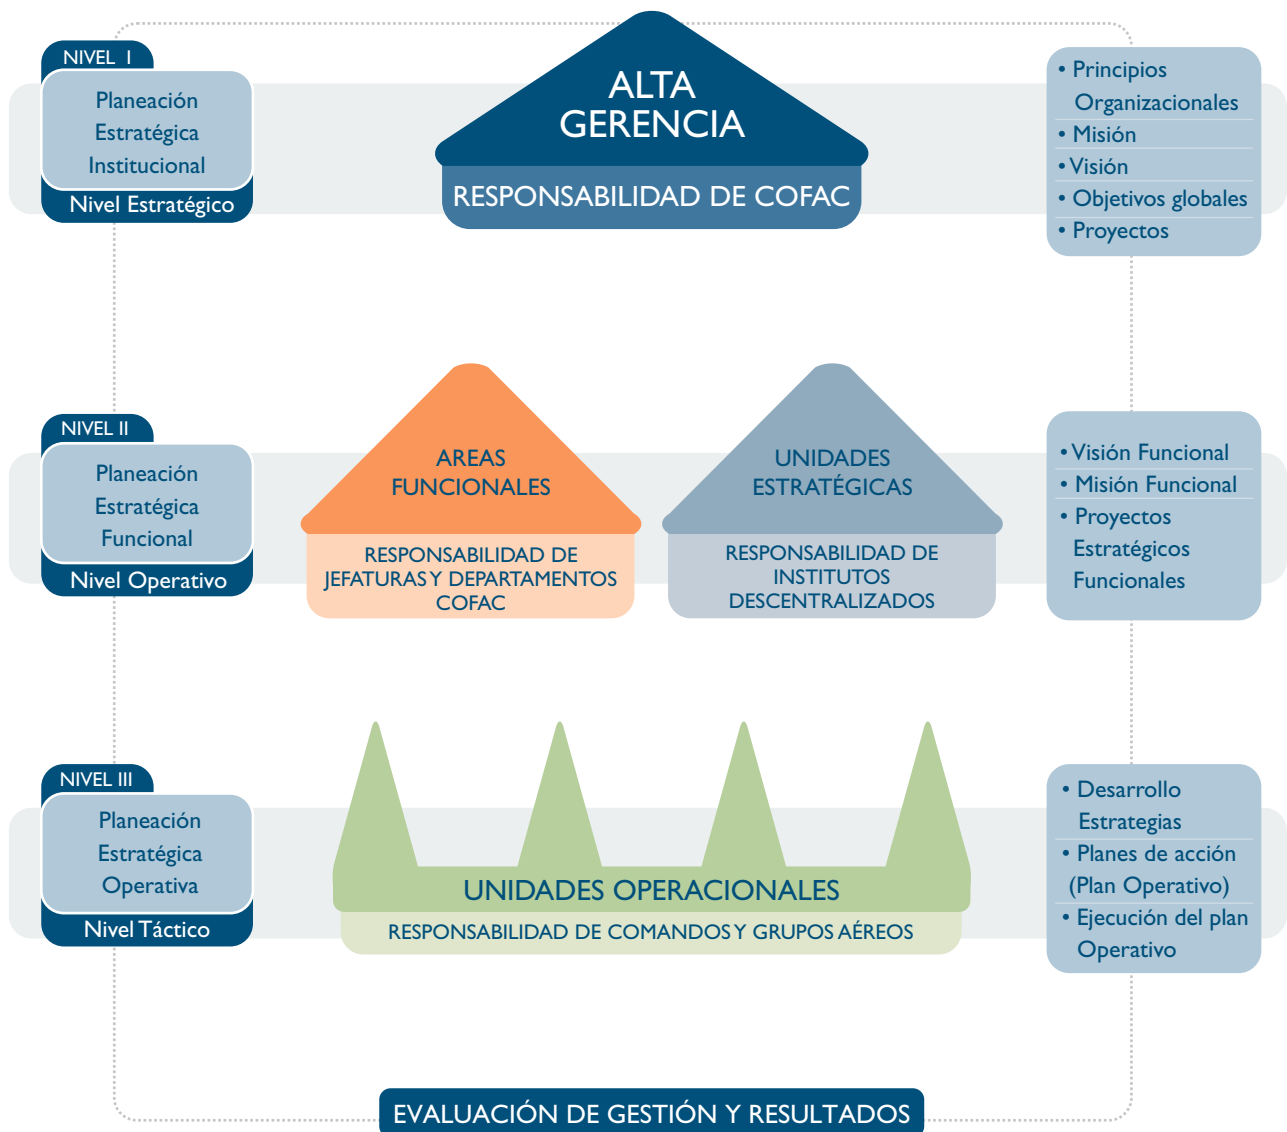 NIVEL I
Planeación
Estratégica
Institucional
Nivel Estratégico
ALTA
GERENCIA
RESPONSABILIDAD DE COFAC
• Principios
Organizacionales
• Misión
• Visión
• Objetivos globales
• Proyectos
NIVEL II
Planeación
Estratégica
Funcional
Nivel Operativo
AREAS
FUNCIONALES
RESPONSABILIDAD DE
JEFATURAS Y DEPARTAMENTOS
COFAC
UNIDADES
ESTRATÉGICAS
RESPONSABILIDAD DE
INSTITUTOS
DESCENTRALIZADOS
• Visión Funcional
• Misión Funcional
• Proyectos
Estratégicos
Funcionales
NIVEL III
Planeación
Estratégica
Operativa
Nivel Táctico
UNIDADES OPERACIONALES
RESPONSABILIDAD DE COMANDOS Y GRUPOS AÉREOS
• Desarrollo
Estrategias
• Planes de acción
(Plan Operativo)
• Ejecución del plan
Operativo
EVALUACIÓN DE GESTIÓN Y RESULTADOS